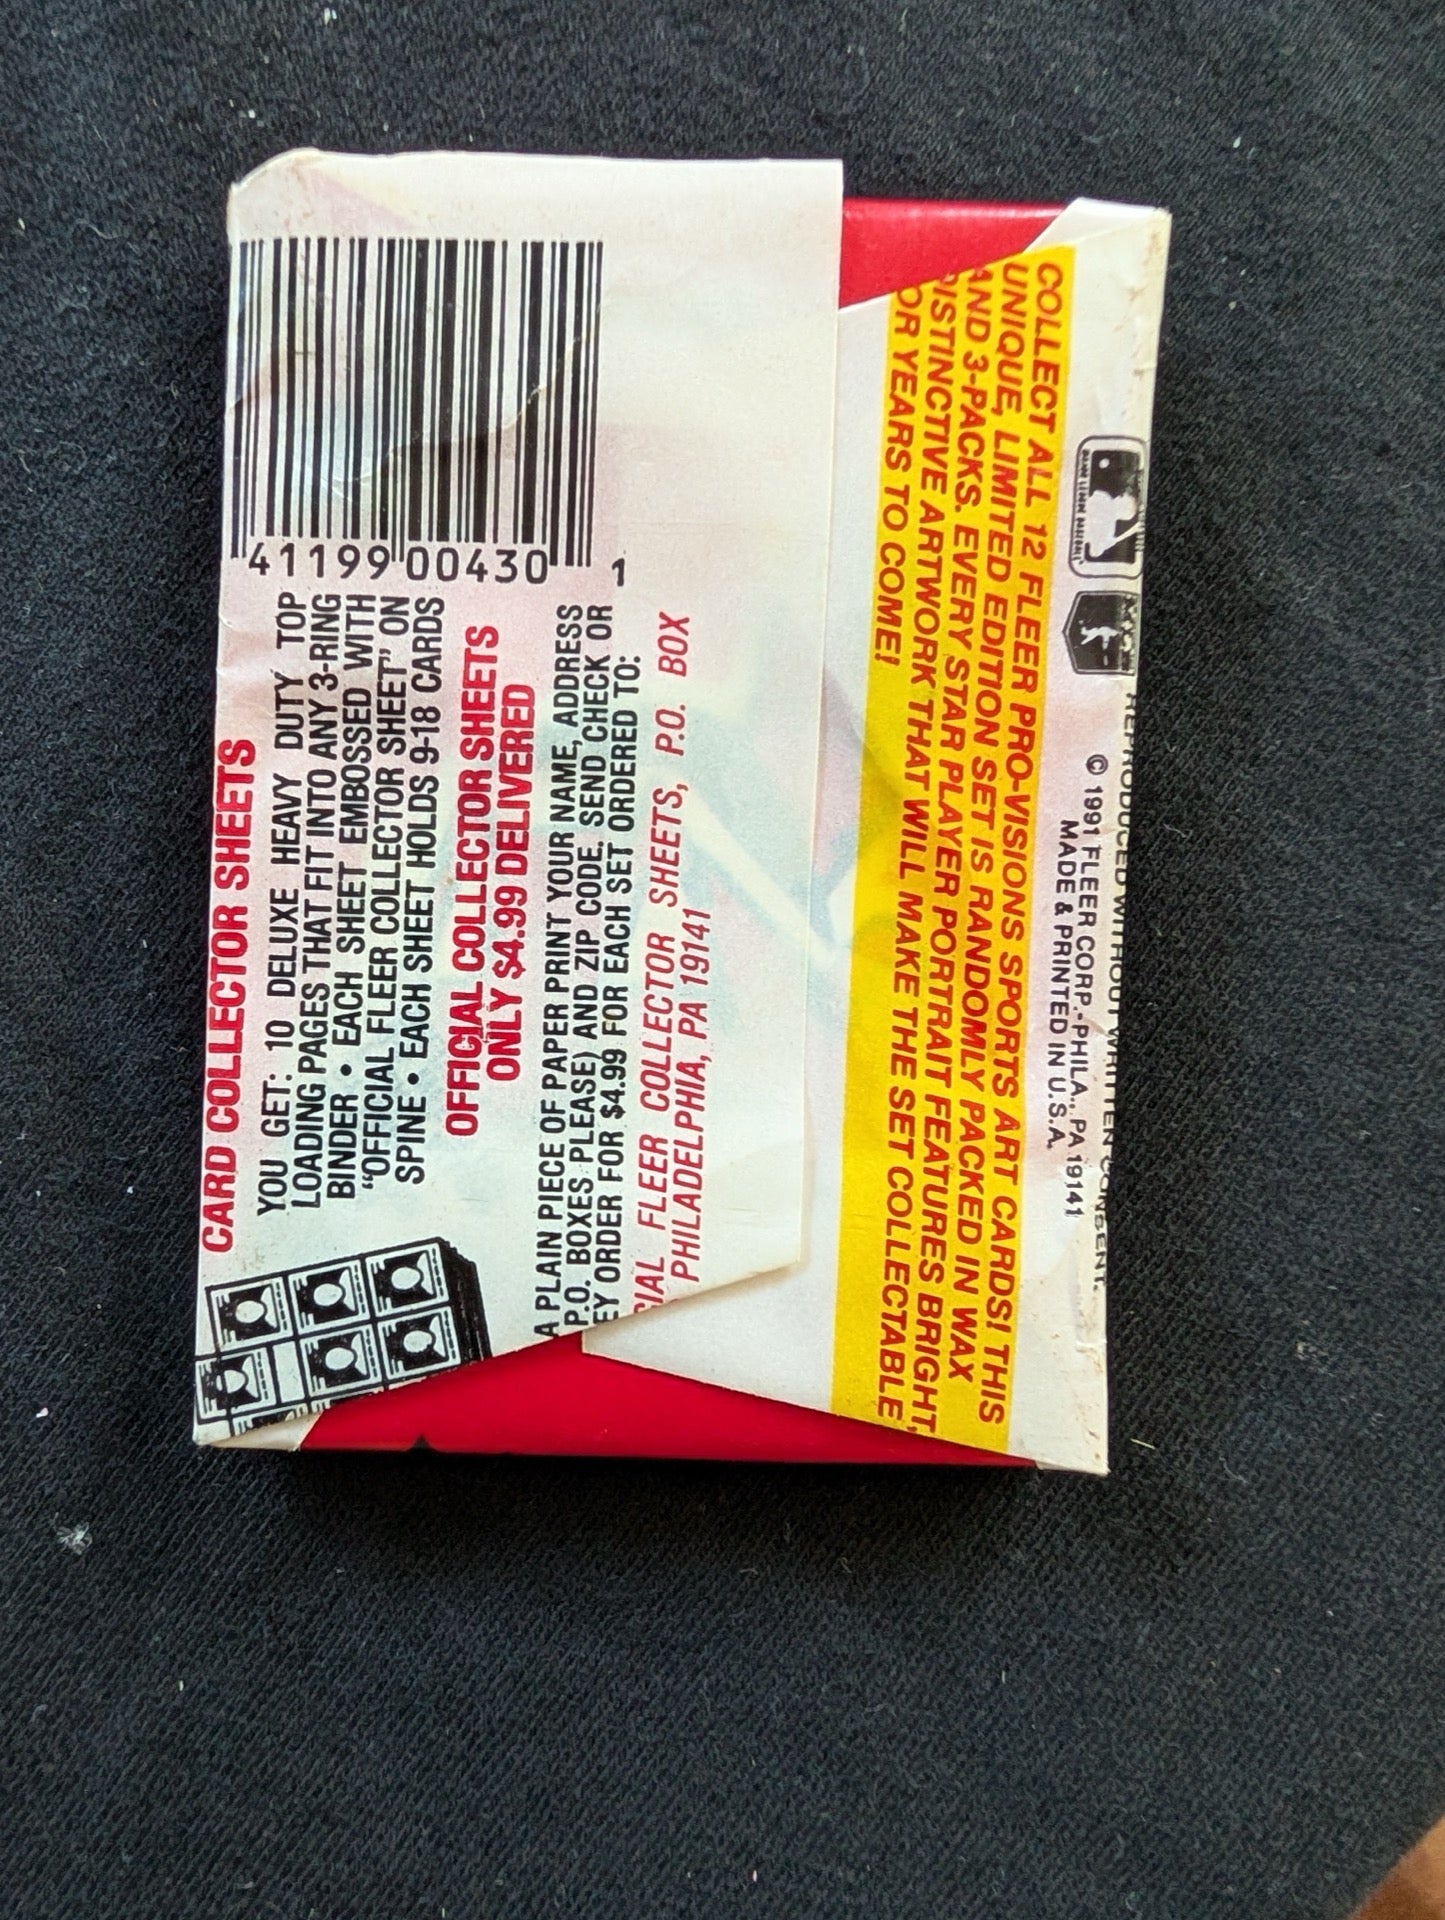 41199 00430 1
CARD COLLECTOR SHEETS
YOU GET: 10 DELUXE HEAVY DUTY TOP
LOADING PAGES THAT FIT INTO ANY 3-RING
BINDER • EACH SHEET EMBOSSED WITH
"OFFICIAL FLEER COLLECTOR SHEET" ON
SPINE • EACH SHEET HOLDS 9-18 CARDS
OFFICIAL COLLECTOR SHEETS
ONLY $4.99 DELIVERED
A PLAIN PIECE OF PAPER PRINT YOUR NAME, ADDRESS
P.O. BOXES PLEASE) AND ZIP CODE. SEND CHECK OR
EY ORDER FOR $4.99 FOR EACH SET ORDERED TO:
IAL FLEER COLLECTOR SHEETS, P.O. BOX
PHILADELPHIA, PA 19141
COLLECT ALL 12 FLEER PRO-VISIONS SPORTS ART CARDS! THIS
UNIQUE, LIMITED EDITION SET IS RANDOMLY PACKED IN WAX
AND 3-PACKS. EVERY STAR PLAYER PORTRAIT FEATURES BRIGHT,
DISTINCTIVE ARTWORK THAT WILL MAKE THE SET COLLECTABLE
OR YEARS TO COME!
REPRODUCED WITHOUT WRITTEN CONSENT.
© 1991 FLEER CORP.-PHILA., PA 19141
MADE & PRINTED IN U.S.A.